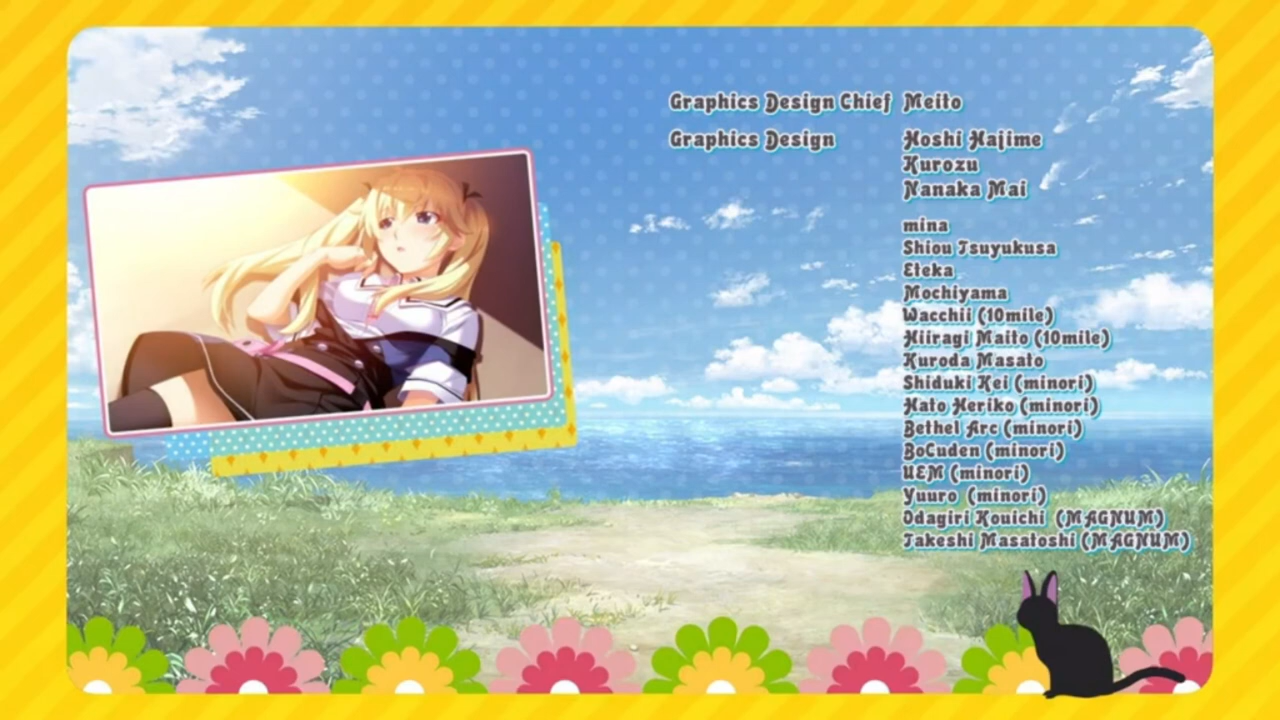 Graphics Design Chief Meito
Graphics Design Hoshi Hajime
Kurozu
Nanaka Mai
mina
Shiou Tsuyukusa
Eteka
Mochiyama
Wacchii (10mile)
Hiiragi Maito (10mile)
Kuroda Masato
Shiduki Kei (minori)
Hato Heriko (minori)
Bethel Arc (minori)
BoCuden (minori)
UEM (minori)
Yuuro (minori)
Odagiri Kouichi (MAGNUM)
Takeshi Masatoshi (MAGNUM)